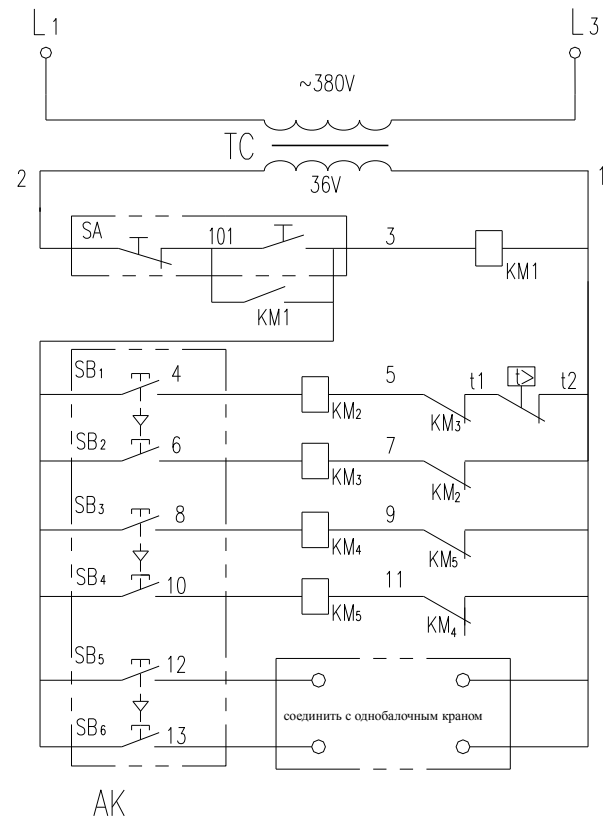 L1 L3
~380V
TC
2 36V 1
SA 101 3
KM1
KM1
SB1 4 5 t1 t> t2
KM2 KM3
SB2 6 7
KM3 KM2
SB3 8 9
KM4 KM5
SB4 10 11
KM5 KM4
SB5 12
соединить с однобалочным краном
SB6 13
AK